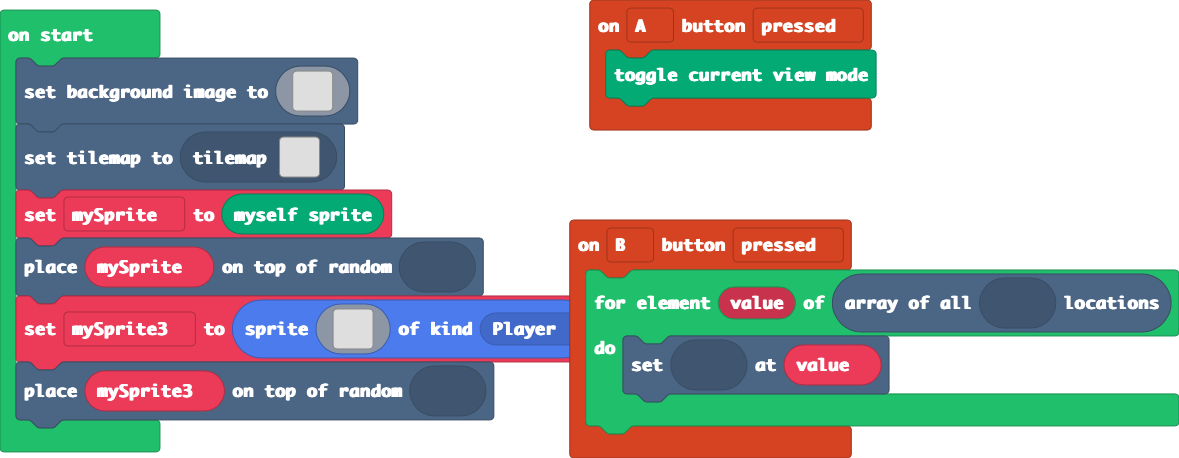 on start
set background image to
set tilemap to tilemap
set mySprite to myself sprite
place mySprite on top of random
set mySprite3 to sprite of kind Player
place mySprite3 on top of random
on A button pressed
toggle current view mode
on B button pressed
for element value of array of all locations
do
set at value